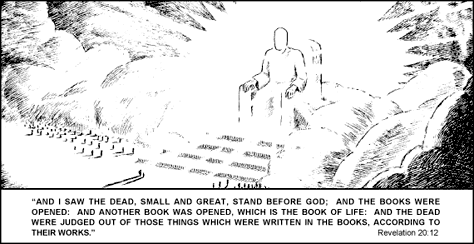 “AND I SAW THE DEAD, SMALL AND GREAT, STAND BEFORE GOD;  AND THE BOOKS WERE
OPENED:  AND ANOTHER BOOK WAS OPENED, WHICH IS THE BOOK OF LIFE:  AND THE DEAD
WERE JUDGED OUT OF THOSE THINGS WHICH WERE WRITTEN IN THE BOOKS, ACCORDING TO
THEIR WORKS.”  Revelation 20:12